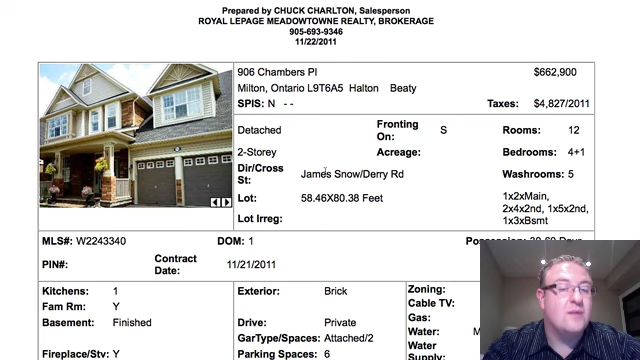 Prepared by CHUCK CHARLTON, Salesperson
ROYAL LEPAGE MEADOWTOWNE REALTY, BROKERAGE
905-693-9346
11/22/2011
906 Chambers Pl $662,900
Milton, Ontario L9T6A5 Halton Beaty
SPIS: N - - Taxes: $4,827/2011
Detached Fronting On: S Rooms: 12
2-Storey Acreage: Bedrooms: 4+1
Dir/Cross St: James Snow/Derry Rd Washrooms: 5
Lot: 58.46X80.38 Feet 1x2xMain,
Lot Irreg: 2x4x2nd, 1x5x2nd,
1x3xBsmt
MLS#: W2243340 DOM: 1 Possession: 30-60 Days
PIN#: Contract Date: 11/21/2011
Kitchens: 1 Exterior: Brick Zoning:
Fam Rm: Y Cable TV:
Basement: Finished Drive: Private Gas:
GarType/Spaces: Attached/2 Water: M
Fireplace/Stv: Y Parking Spaces: 6 Water
Supply: